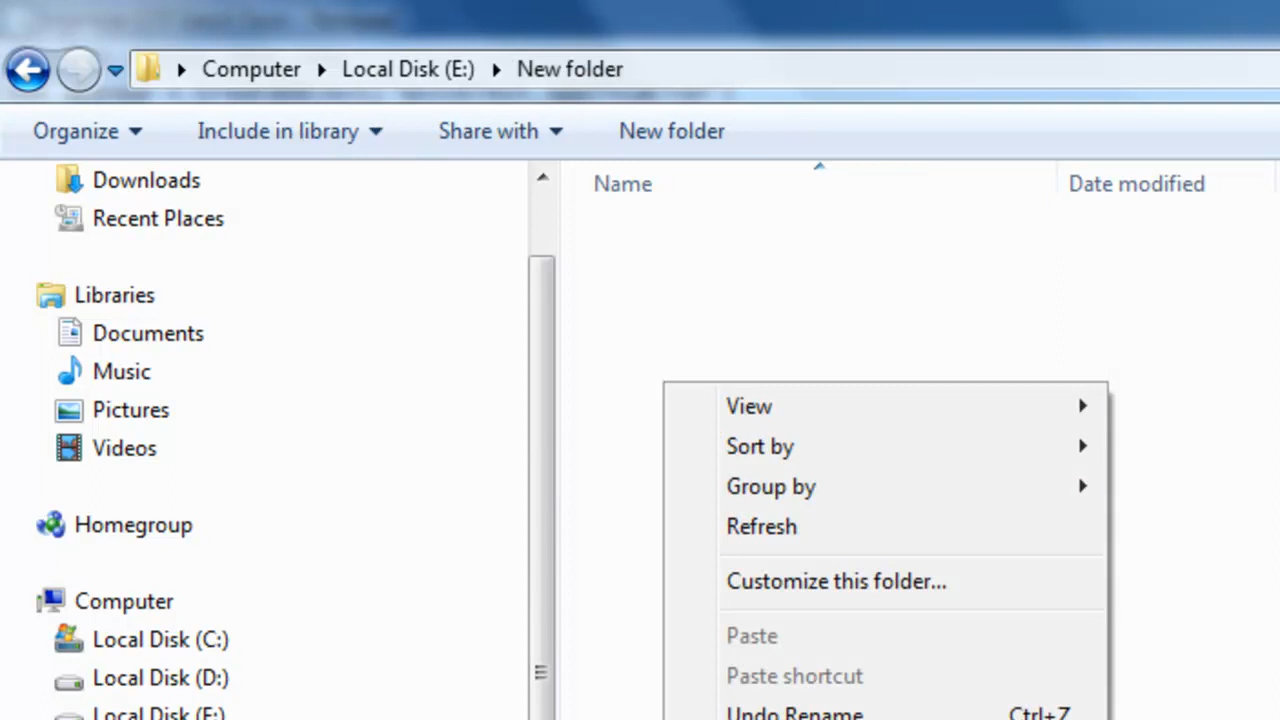 Computer Local Disk (E:) New folder
Organize Include in library Share with New folder
Downloads
Recent Places
Libraries
Documents
Music
Pictures
Videos
Homegroup
Computer
Local Disk (C:)
Local Disk (D:)
Local Disk (E:)
Name Date modified
View
Sort by
Group by
Refresh
Customize this folder...
Paste
Paste shortcut
Undo Rename Ctrl+Z